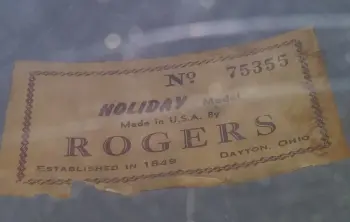 Nº 75355
HOLIDAY Model
Made in U.S.A. By
ROGERS
ESTABLISHED IN 1849 DAYTON, OHIO